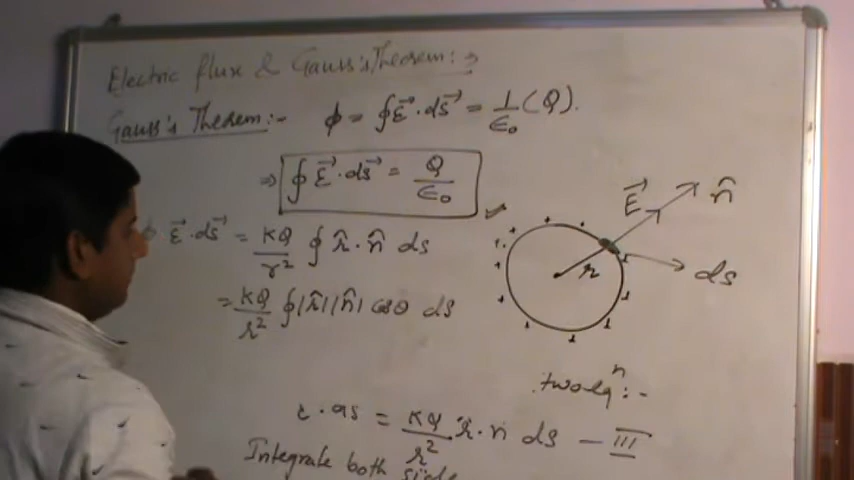 Electric flux & Gauss's Theorem :→
Gauss's Theorem :- φ = ∮E⃗·ds⃗ = 1/ε₀ (Q).
⇒ ∮E⃗·ds⃗ = Q/ε₀
E⃗·ds⃗ = KQ/r² ∮ r̂·n̂ ds
= KQ/r² ∮|r̂||n̂| cosθ ds
E⃗
n̂
r
ds
two eqⁿ :-
ds = KQ/r² r̂·n̂ ds — III
Integrate both side